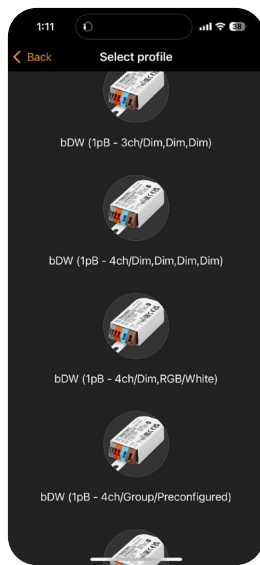 1:11
38
Back
Select profile
bDW (1pB - 3ch/Dim,Dim,Dim)
bDW (1pB - 4ch/Dim,Dim,Dim,Dim)
bDW (1pB - 4ch/Dim,RGB/White)
bDW (1pB - 4ch/Group/Preconfigured)